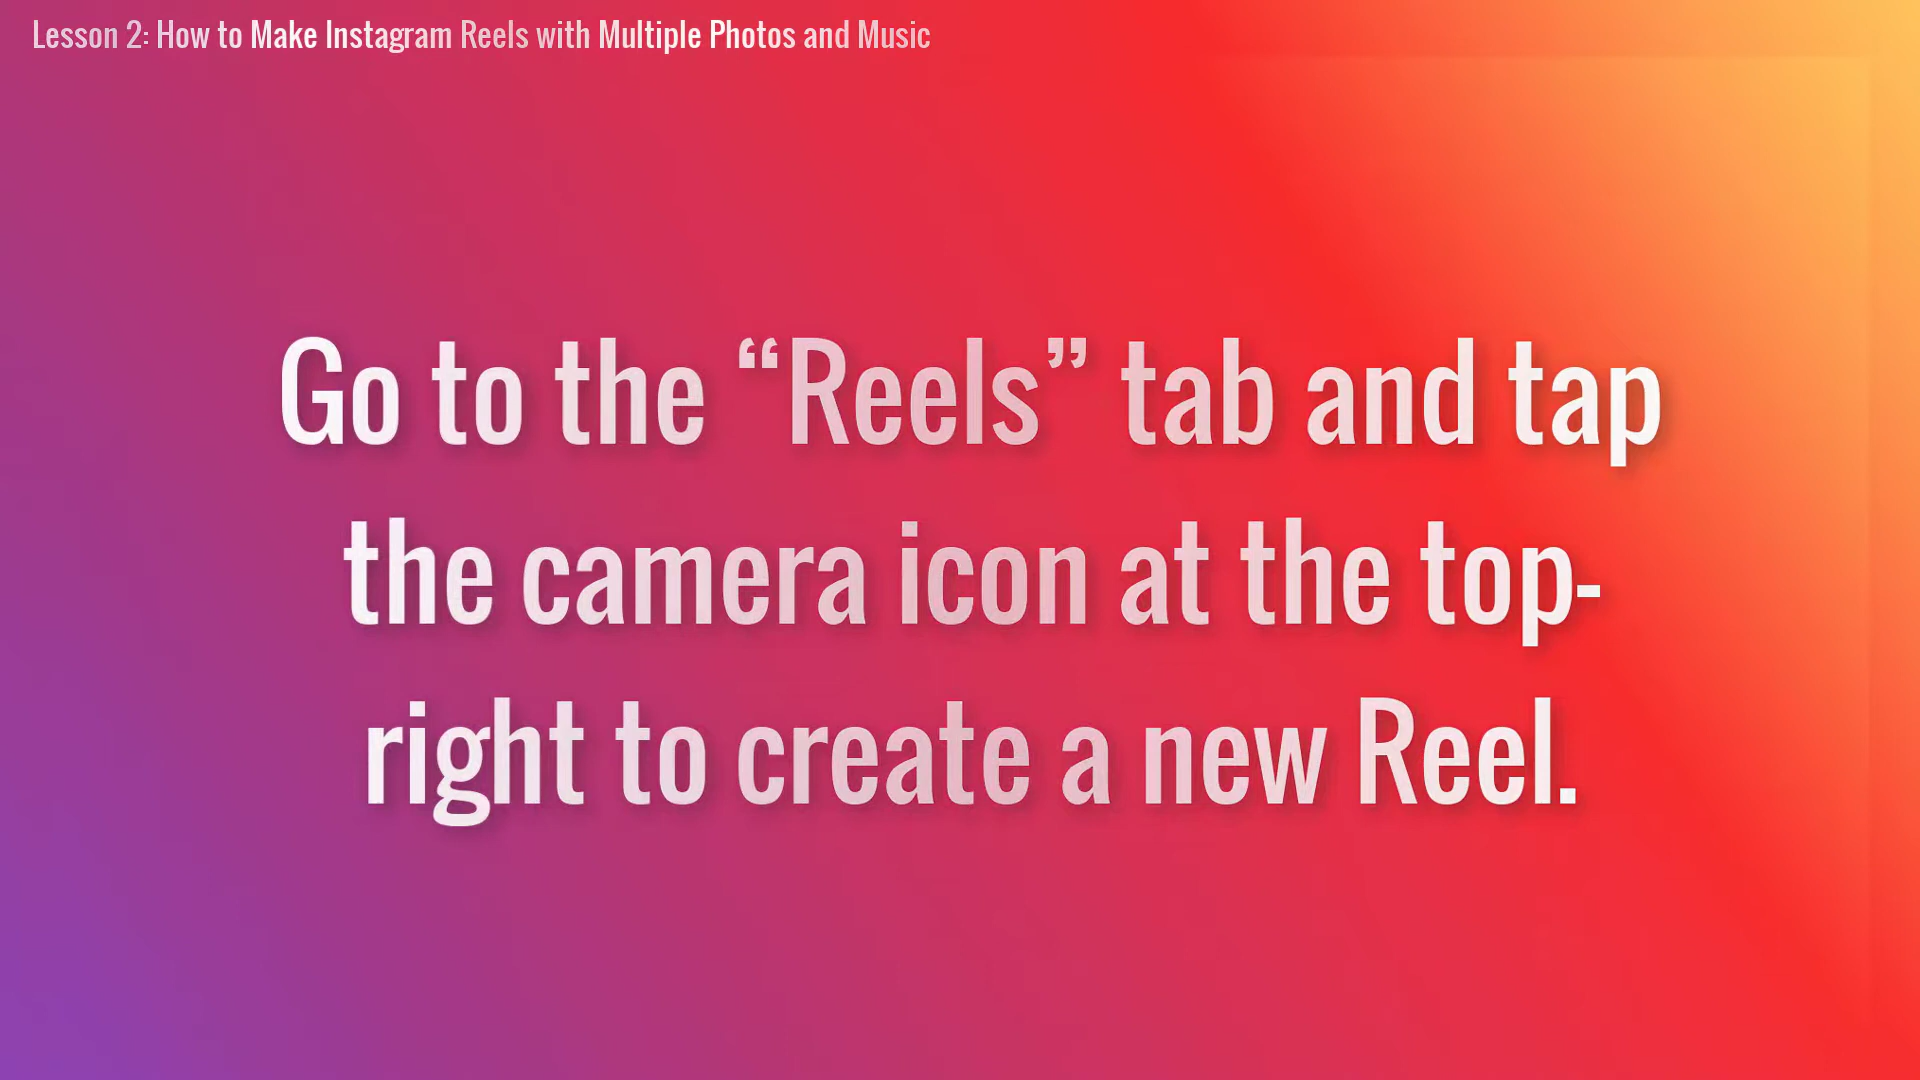 Lesson 2: How to Make Instagram Reels with Multiple Photos and Music
Go to the “Reels” tab and tap
the camera icon at the top-
right to create a new Reel.